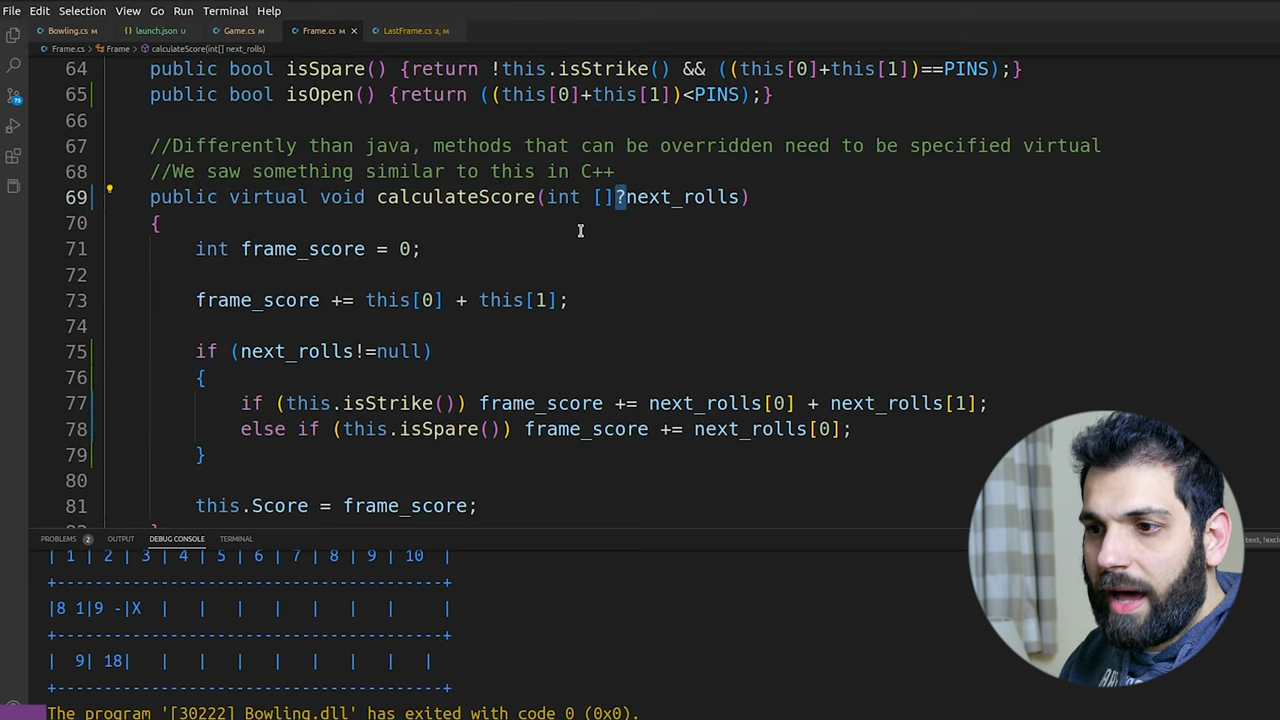 File Edit Selection View Go Run Terminal Help
Bowling.cs M launch.json U Game.cs M Frame.cs M × LastFrame.cs 2, M
Frame.cs > Frame > calculateScore(int[] next_rolls)
64 public bool isSpare() {return !this.isStrike() && ((this[0]+this[1])==PINS);}
65 public bool isOpen() {return ((this[0]+this[1])<PINS);}
66
67 //Differently than java, methods that can be overridden need to be specified virtual
68 //We saw something similar to this in C++
69 public virtual void calculateScore(int []?next_rolls)
70 {
71 int frame_score = 0;
72
73 frame_score += this[0] + this[1];
74
75 if (next_rolls!=null)
76 {
77 if (this.isStrike()) frame_score += next_rolls[0] + next_rolls[1];
78 else if (this.isSpare()) frame_score += next_rolls[0];
79 }
80
81 this.Score = frame_score;
PROBLEMS 2 OUTPUT DEBUG CONSOLE TERMINAL
| 1 | 2 | 3 | 4 | 5 | 6 | 7 | 8 | 9 | 10 |
+-----------------------------------------+
|8 1|9 -|X | | | | | | | |
+-----------------------------------------+
| 9| 18| | | | | | | | |
+-----------------------------------------+
The program '[30222] Bowling.dll' has exited with code 0 (0x0).